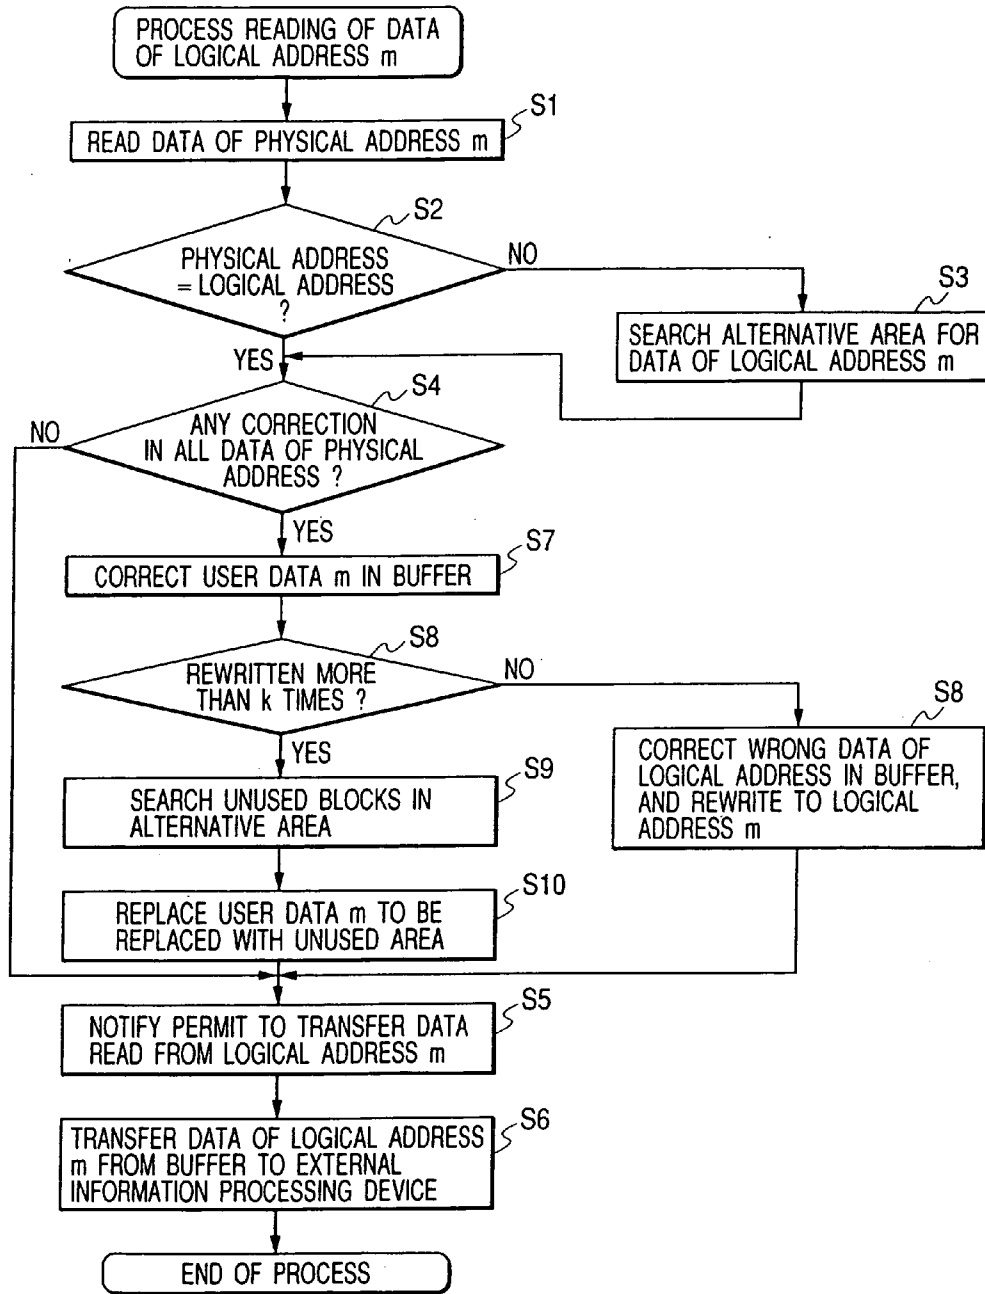 PROCESS READING OF DATA
OF LOGICAL ADDRESS m
S1
READ DATA OF PHYSICAL ADDRESS m
S2
PHYSICAL ADDRESS
= LOGICAL ADDRESS
?
NO
S3
SEARCH ALTERNATIVE AREA FOR
DATA OF LOGICAL ADDRESS m
YES
S4
ANY CORRECTION
IN ALL DATA OF PHYSICAL
ADDRESS ?
NO
YES
S7
CORRECT USER DATA m IN BUFFER
S8
REWRITTEN MORE
THAN k TIMES ?
NO
S8
CORRECT WRONG DATA OF
LOGICAL ADDRESS IN BUFFER,
AND REWRITE TO LOGICAL
ADDRESS m
YES
S9
SEARCH UNUSED BLOCKS IN
ALTERNATIVE AREA
S10
REPLACE USER DATA m TO BE
REPLACED WITH UNUSED AREA
S5
NOTIFY PERMIT TO TRANSFER DATA
READ FROM LOGICAL ADDRESS m
S6
TRANSFER DATA OF LOGICAL ADDRESS
m FROM BUFFER TO EXTERNAL
INFORMATION PROCESSING DEVICE
END OF PROCESS